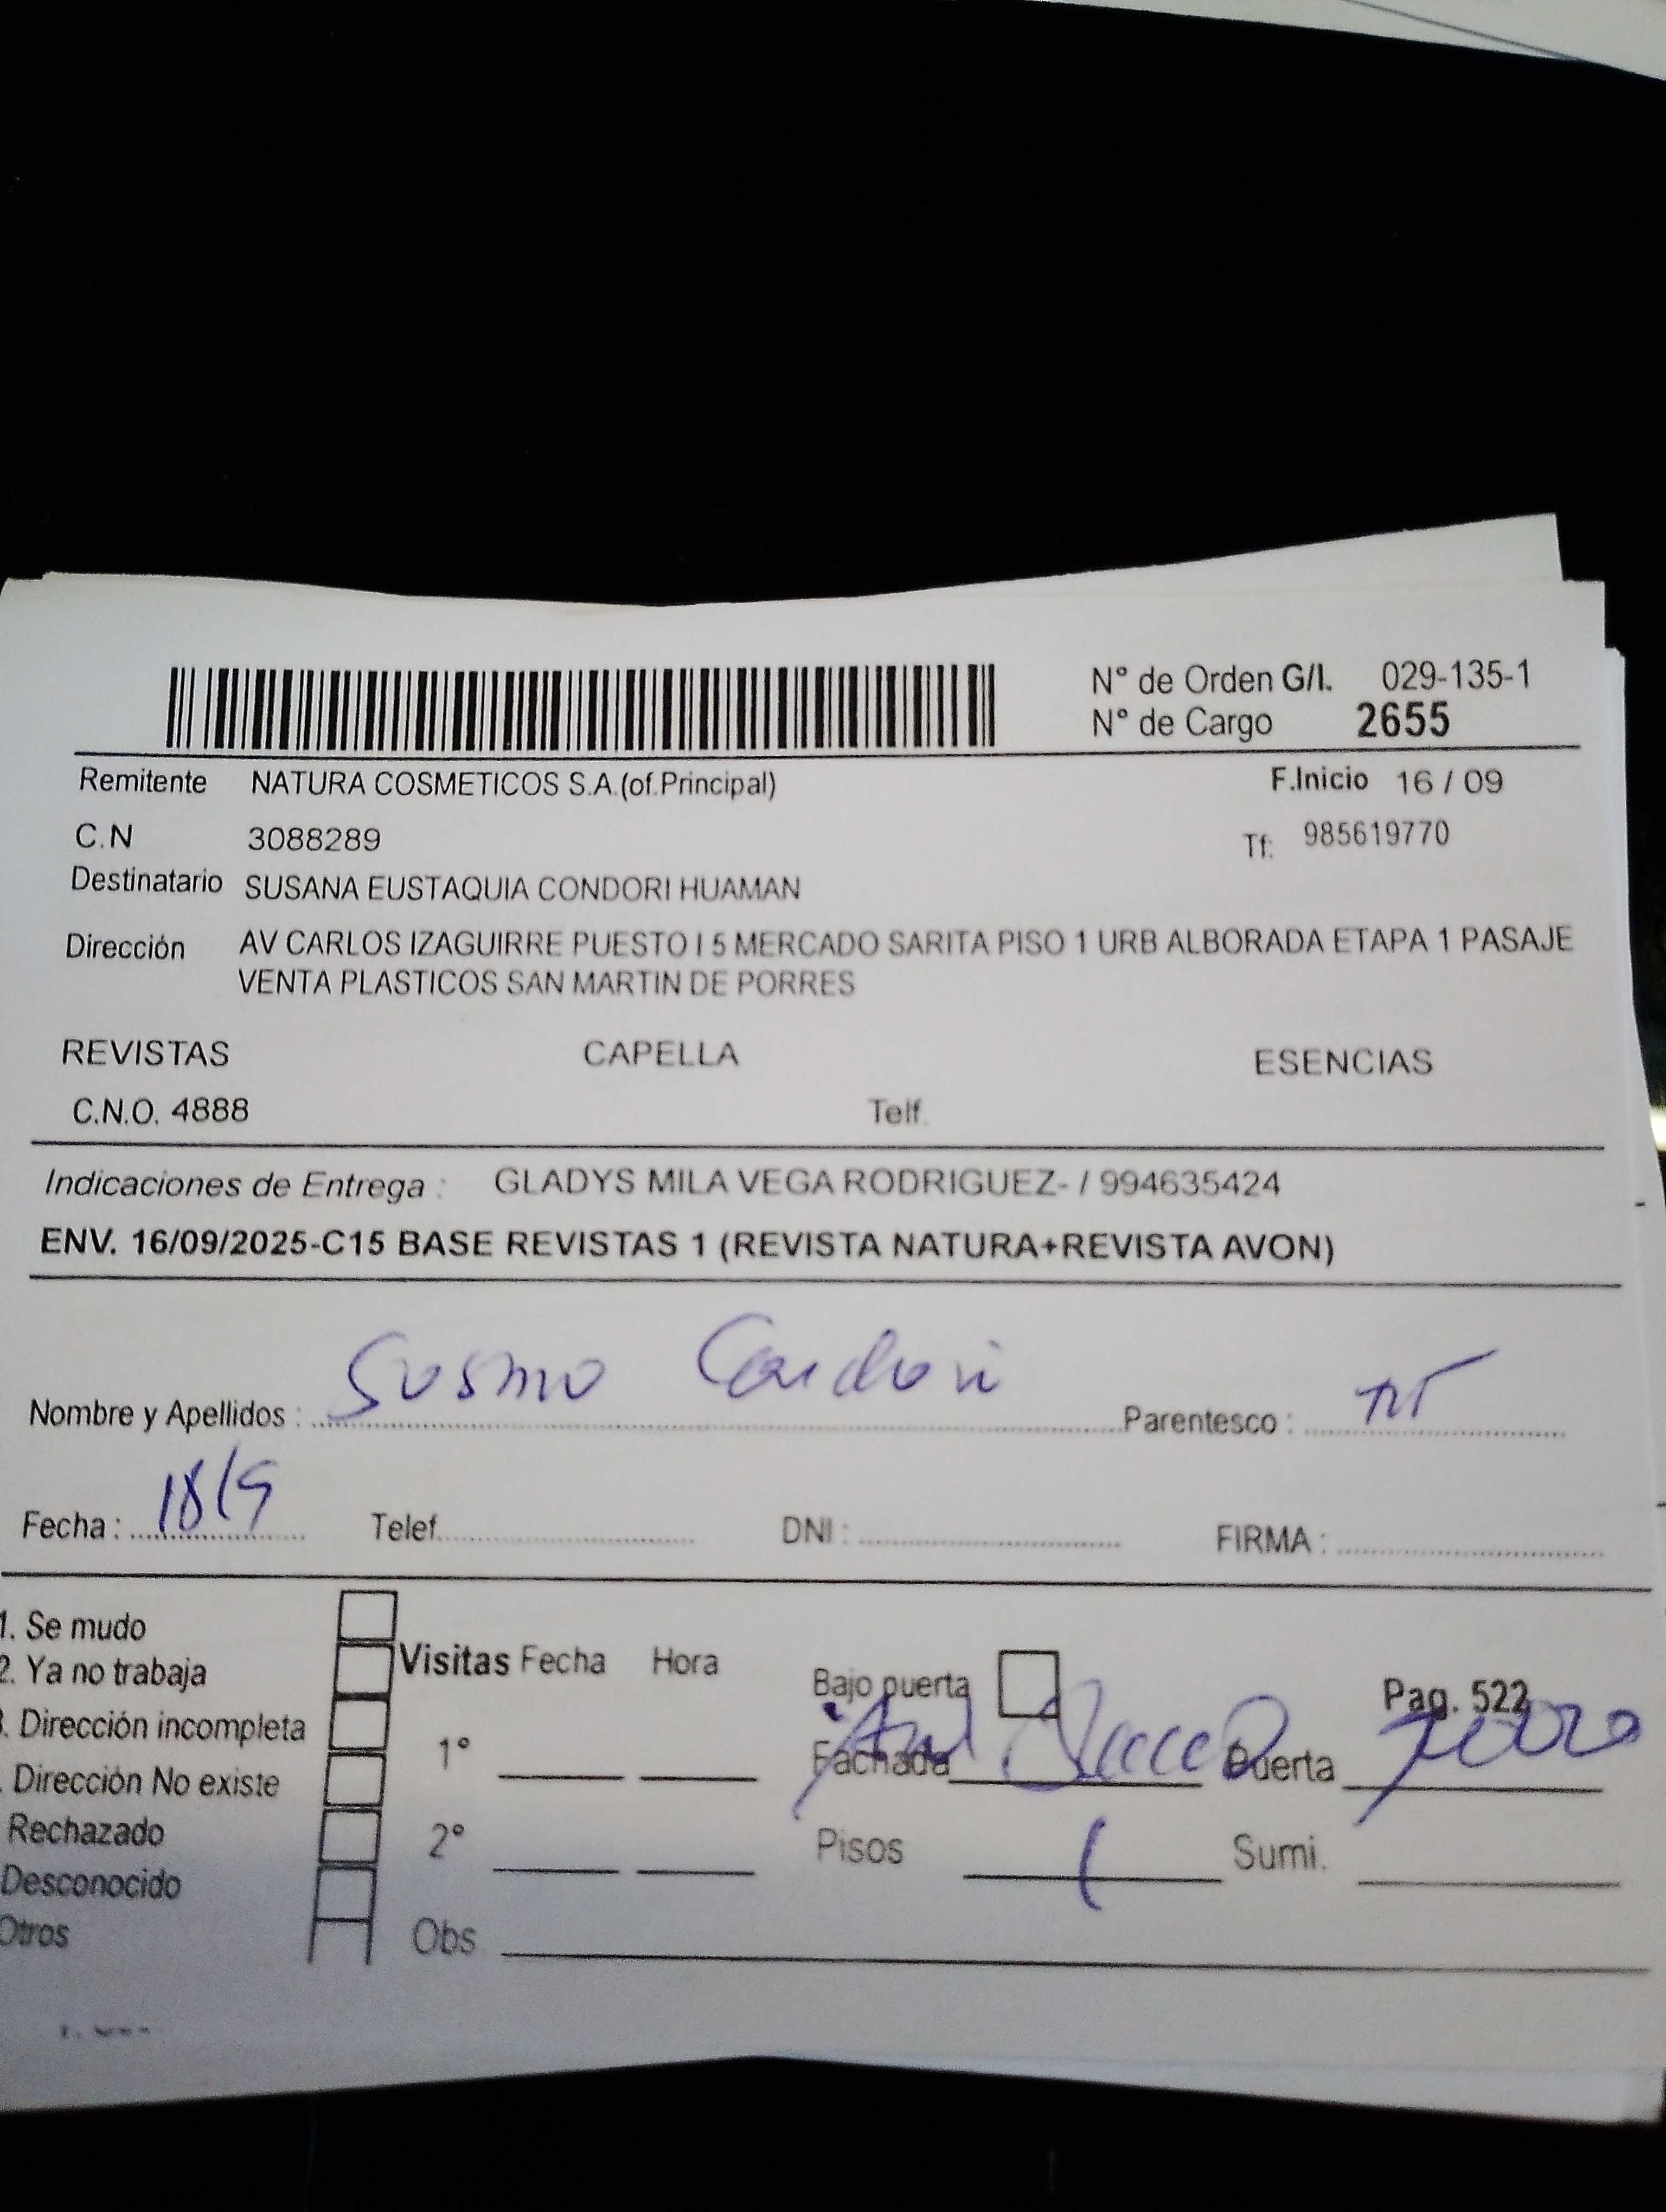 N° de Orden G/I. 029-135-1
N° de Cargo 2655
Remitente NATURA COSMETICOS S.A.(of.Principal) F.Inicio 16 / 09
C.N 3088289 Tf: 985619770
Destinatario SUSANA EUSTAQUIA CONDORI HUAMAN
Dirección AV CARLOS IZAGUIRRE PUESTO I 5 MERCADO SARITA PISO 1 URB ALBORADA ETAPA 1 PASAJE
VENTA PLASTICOS SAN MARTIN DE PORRES
REVISTAS CAPELLA ESENCIAS
C.N.O. 4888 Telf.
Indicaciones de Entrega : GLADYS MILA VEGA RODRIGUEZ- / 994635424
ENV. 16/09/2025-C15 BASE REVISTAS 1 (REVISTA NATURA+REVISTA AVON)
Nombre y Apellidos : Condori Parentesco :
Fecha : 18/9 Telef. DNI : FIRMA :
1. Se mudo
2. Ya no trabaja Visitas Fecha Hora Bajo puerta Pag. 522
. Dirección incompleta
1° Fachada Puerta
. Dirección No existe
Rechazado 2° Pisos 1 Sumi.
Desconocido
Otros Obs